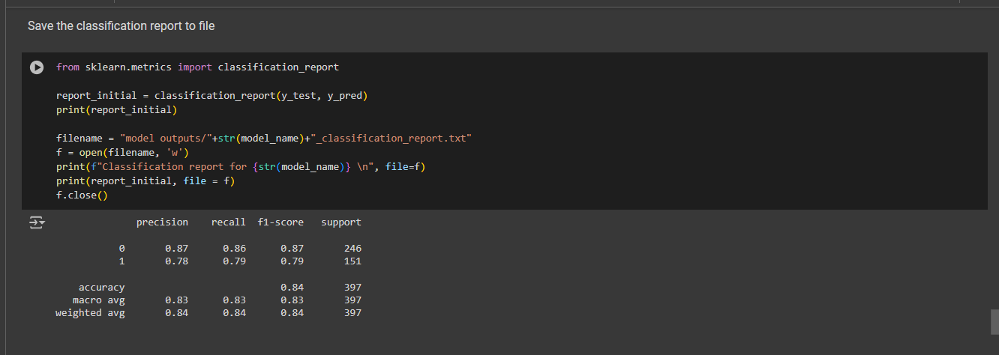 Save the classification report to file
from sklearn.metrics import classification_report
report_initial = classification_report(y_test, y_pred)
print(report_initial)
filename = "model outputs/"+str(model_name)+"_classification_report.txt"
f = open(filename, 'w')
print(f"Classification report for {str(model_name)} \n", file=f)
print(report_initial, file = f)
f.close()
precision recall f1-score support
0 0.87 0.86 0.87 246
1 0.78 0.79 0.79 151
accuracy 0.84 397
macro avg 0.83 0.83 0.83 397
weighted avg 0.84 0.84 0.84 397